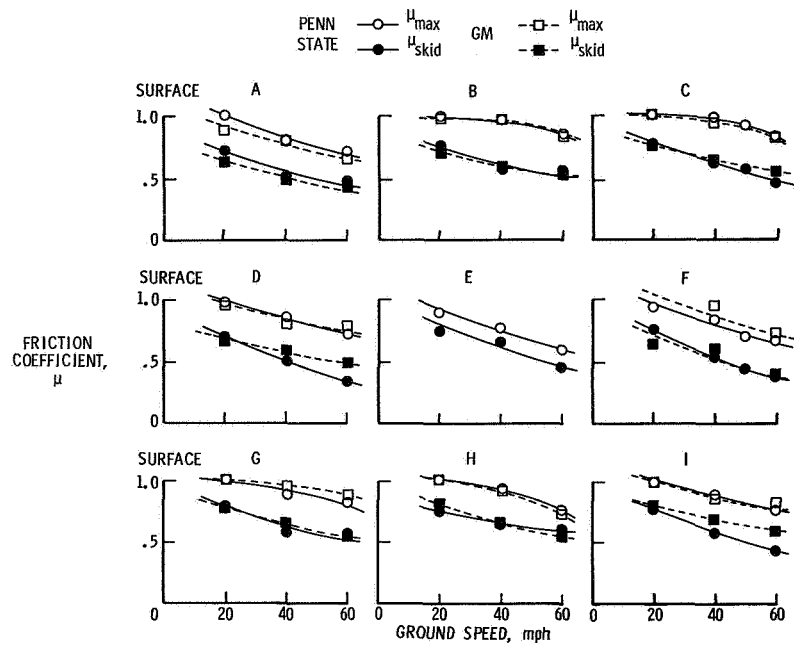 PENN STATE
μmax
μskid
GM
μmax
μskid
SURFACE A B C
1.0
.5
0
SURFACE D E F
1.0
.5
0
FRICTION COEFFICIENT, μ
SURFACE G H I
1.0
.5
0 20 40 60 0 20 40 60 0 20 40 60
GROUND SPEED, mph